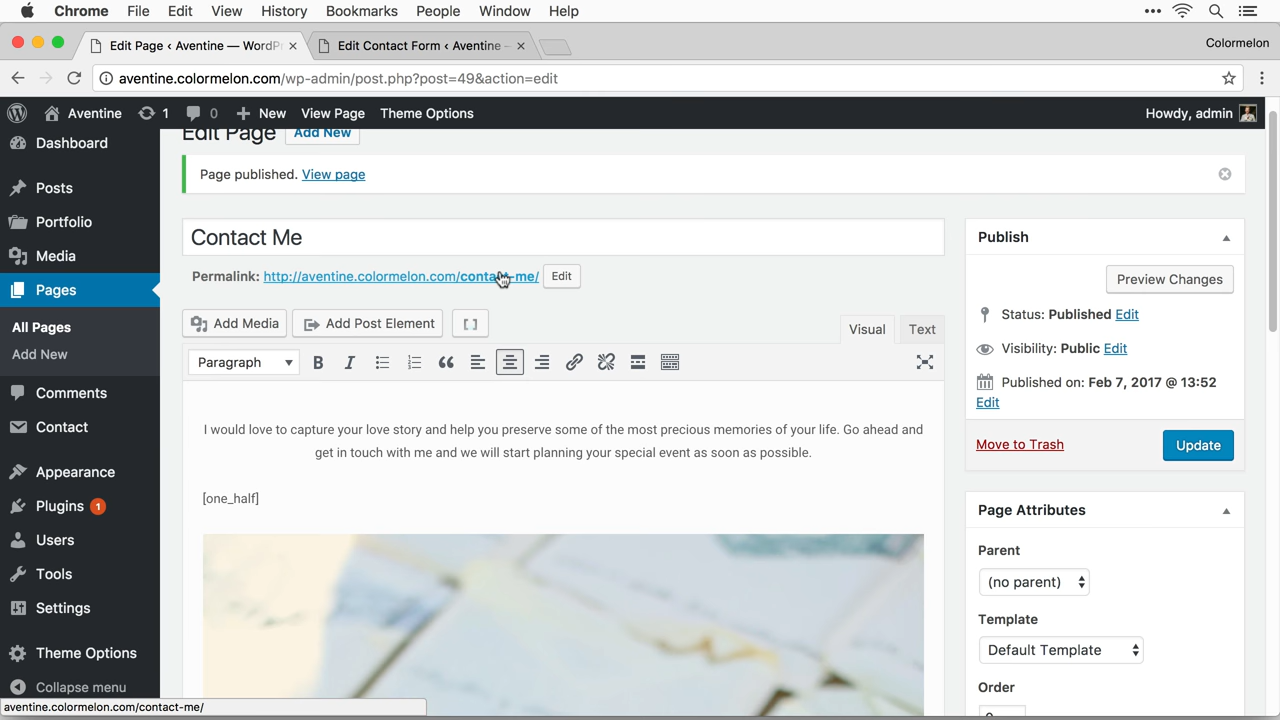 Chrome File Edit View History Bookmarks People Window Help
Edit Page ‹ Aventine — WordPr Edit Contact Form ‹ Aventine - Colormelon
aventine.colormelon.com/wp-admin/post.php?post=49&action=edit
Aventine 1 0 New View Page Theme Options Howdy, admin
Dashboard
Posts
Portfolio
Media
Pages
All Pages
Add New
Comments
Contact
Appearance
Plugins 1
Users
Tools
Settings
Theme Options
Collapse menu
Edit Page Add New
Page published. View page
Contact Me
Permalink: http://aventine.colormelon.com/contact-me/ Edit
Add Media Add Post Element [ ] Visual Text
Paragraph B I
I would love to capture your love story and help you preserve some of the most precious memories of your life. Go ahead and
get in touch with me and we will start planning your special event as soon as possible.
[one_half]
Publish
Preview Changes
Status: Published Edit
Visibility: Public Edit
Published on: Feb 7, 2017 @ 13:52
Edit
Move to Trash Update
Page Attributes
Parent
(no parent)
Template
Default Template
Order
0
aventine.colormelon.com/contact-me/